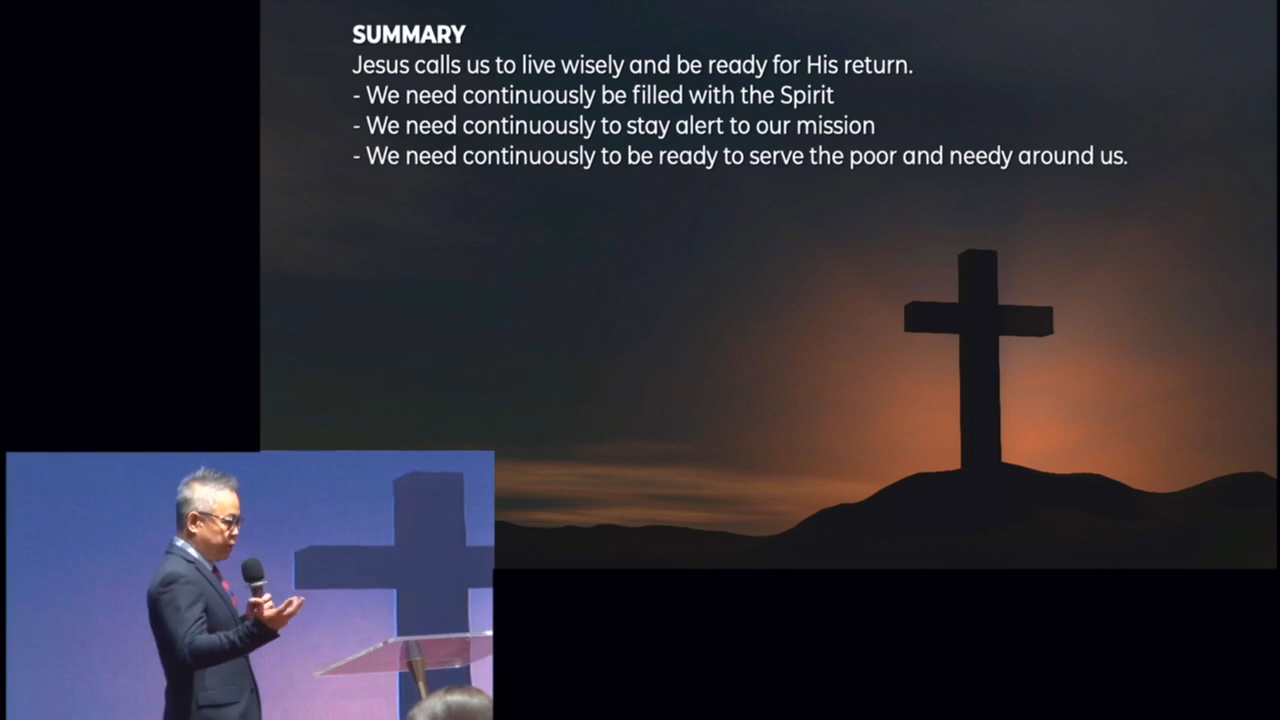 SUMMARY
Jesus calls us to live wisely and be ready for His return.
- We need continuously be filled with the Spirit
- We need continuously to stay alert to our mission
- We need continuously to be ready to serve the poor and needy around us.